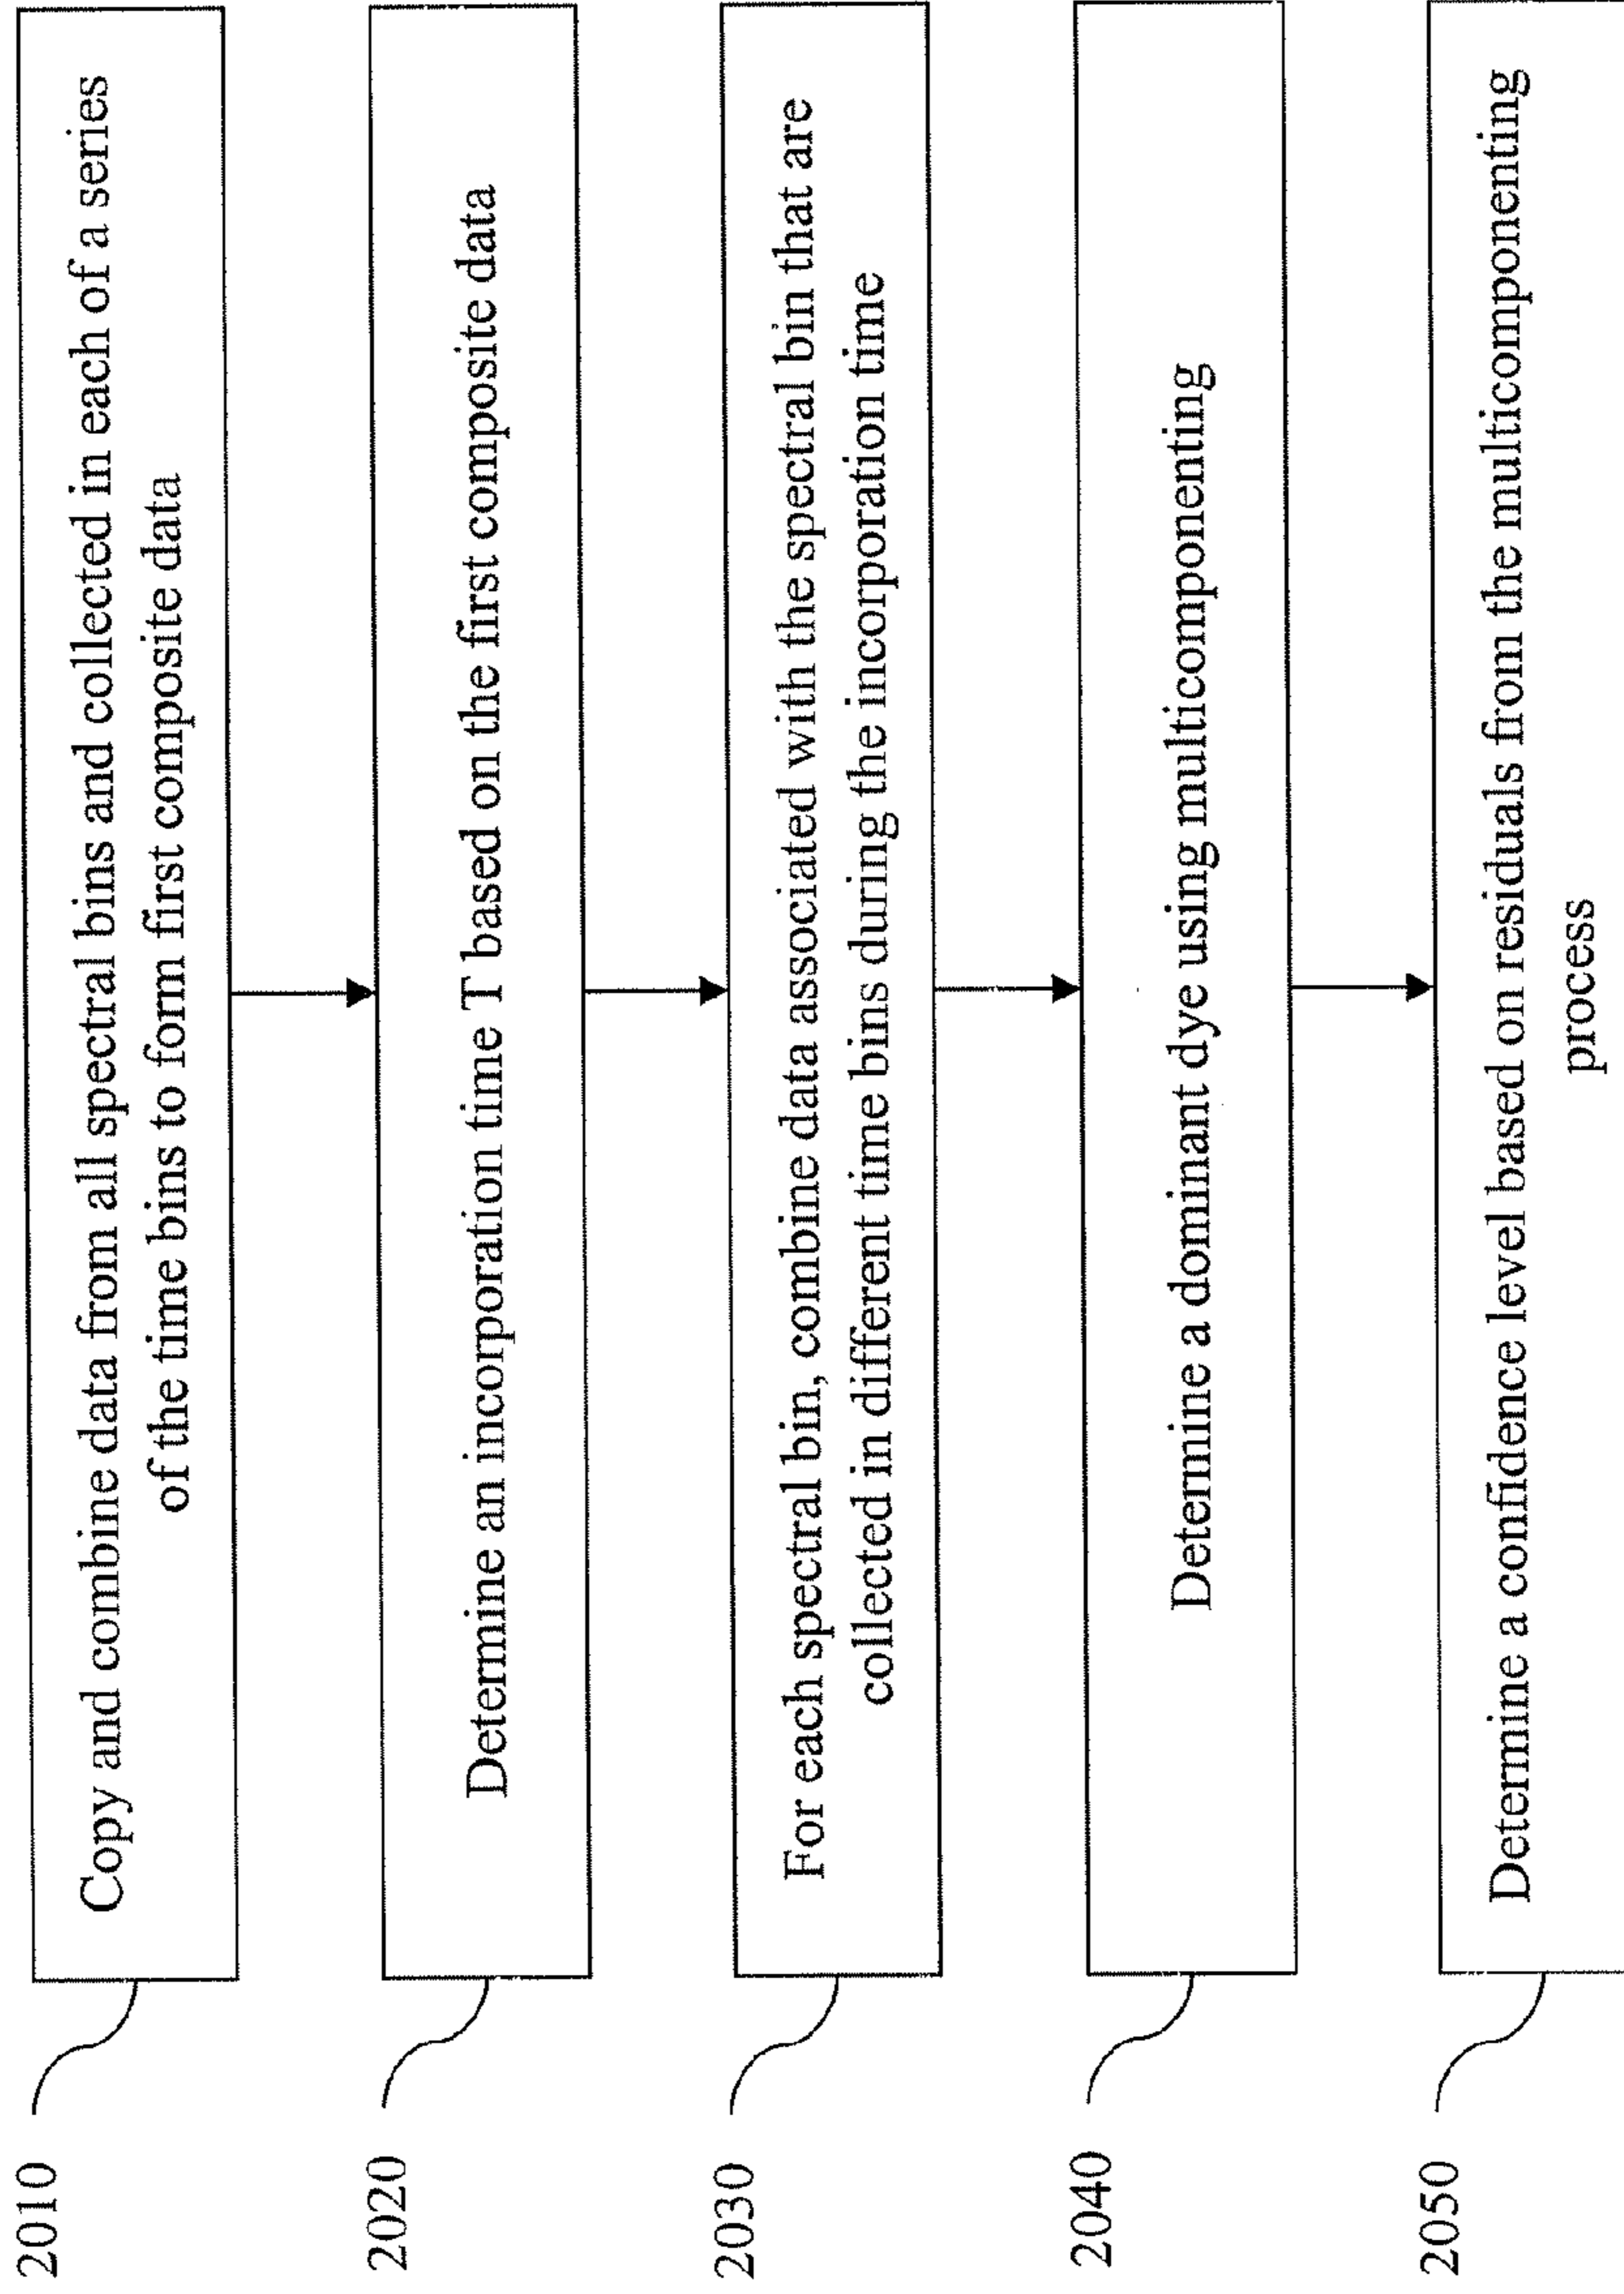 2010
Copy and combine data from all spectral bins and collected in each of a series
of the time bins to form first composite data
2020
Determine an incorporation time T based on the first composite data
2030
For each spectral bin, combine data associated with the spectral bin that are
collected in different time bins during the incorporation time
2040
Determine a dominant dye using multicomponenting
2050
Determine a confidence level based on residuals from the multicomponenting
process